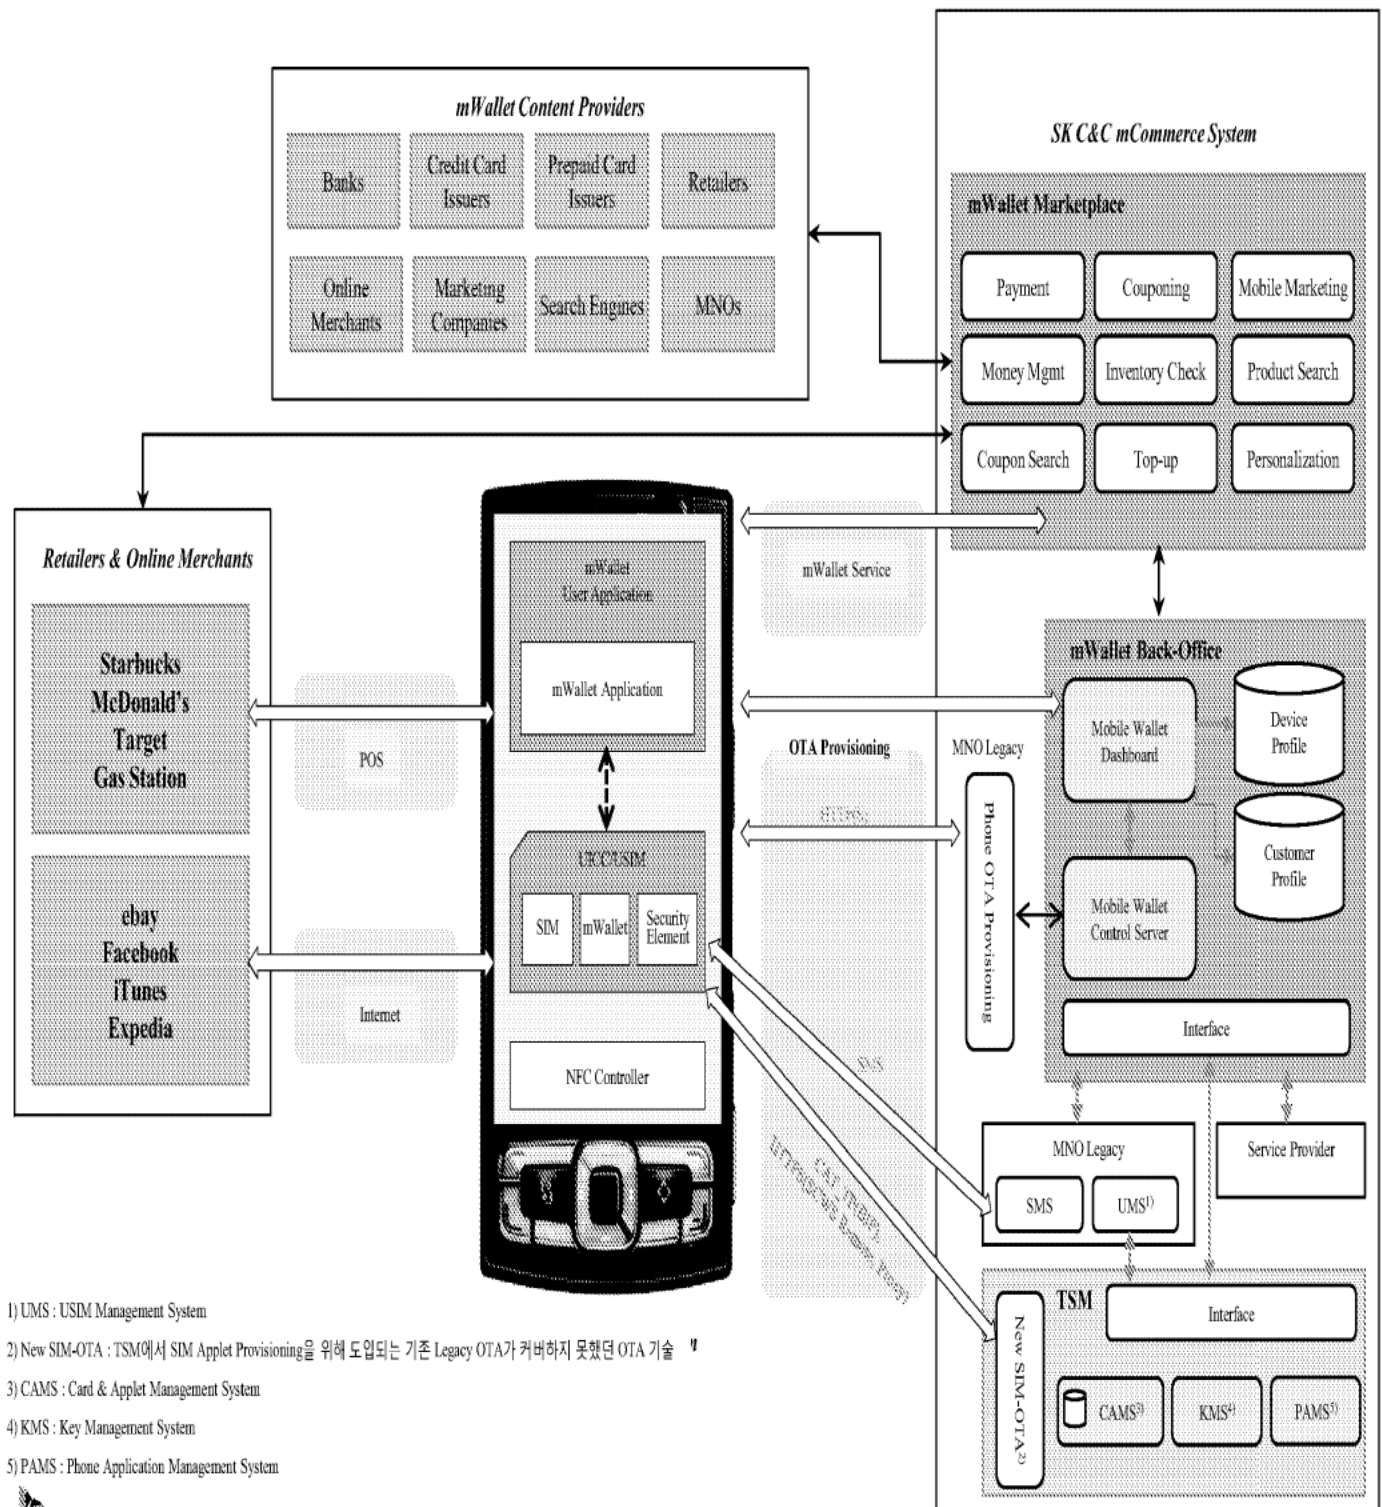 mWallet Content Providers
Banks
Credit Card
Issuers
Prepaid Card
Issuers
Retailers
Online
Merchants
Marketing
Companies
Search Engines
MNOs
SK C&C mCommerce System
mWallet Marketplace
Payment
Couponing
Mobile Marketing
Money Mgmt
Inventory Check
Product Search
Coupon Search
Top-up
Personalization
Retailers & Online Merchants
Starbucks
McDonald's
Target
Gas Station
ebay
Facebook
iTunes
Expedia
POS
Internet
mWallet
User Application
mWallet Application
UICC/USIM
SIM
mWallet
Security
Element
NFC Controller
mWallet Service
OTA Provisioning
HTTPS
SMS
MNO Legacy
Phone OTA Provisioning
mWallet Back-Office
Mobile Wallet
Dashboard
Device
Profile
Customer
Profile
Mobile Wallet
Control Server
Interface
MNO Legacy
SMS
UMS1)
Service Provider
TSM
Interface
New SIM-OTA2)
CAMS3)
KMS4)
PAMS5)
1) UMS : USIM Management System
2) New SIM-OTA : TSM에서 SIM Applet Provisioning을 위해 도입되는 기존 Legacy OTA가 커버하지 못했던 OTA 기술
3) CAMS : Card & Applet Management System
4) KMS : Key Management System
5) PAMS : Phone Application Management System